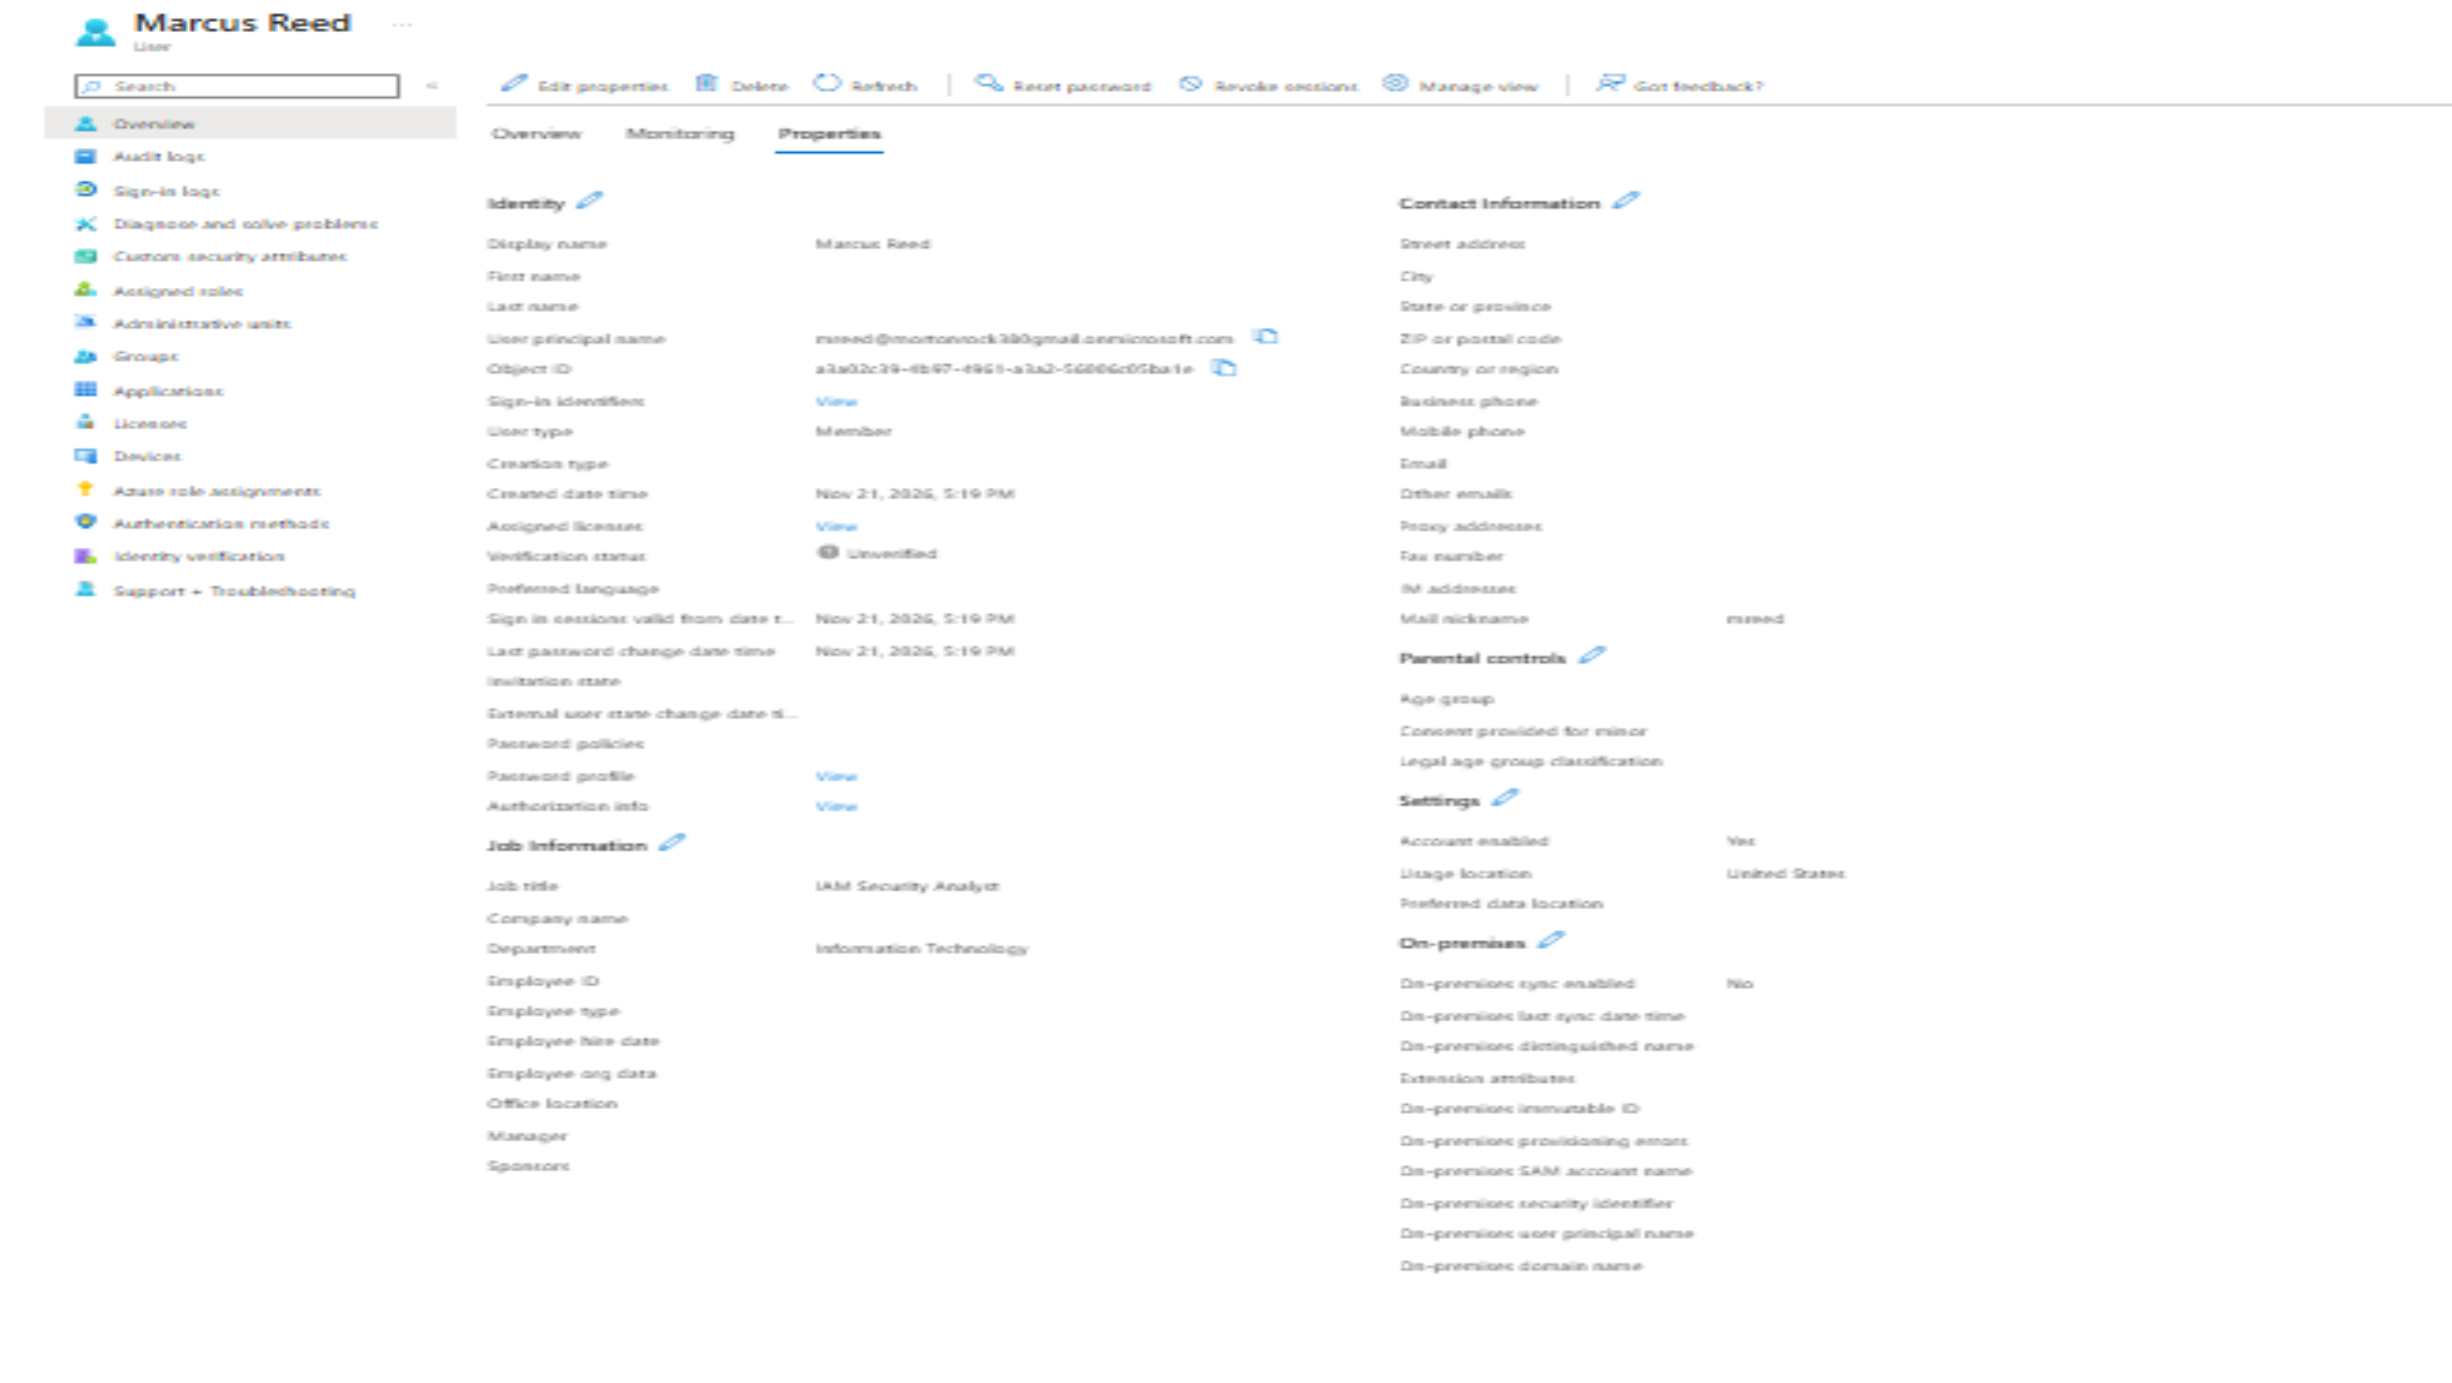 Marcus Reed
User
Search
Overview
Audit logs
Sign-in logs
Diagnose and solve problems
Custom security attributes
Assigned roles
Administrative units
Groups
Applications
Licenses
Devices
Azure role assignments
Authentication methods
Identity verification
Support + Troubleshooting
Edit properties Delete Refresh Reset password Revoke sessions Manage view Got feedback?
Overview Monitoring Properties
Identity
Display name Marcus Reed
First name
Last name
User principal name
Object ID
Sign-in identifiers View
User type Member
Creation type
Created date time Nov 21, 2026, 5:19 PM
Assigned licenses View
Verification status Unverified
Preferred language
Sign in sessions valid from date t... Nov 21, 2026, 5:19 PM
Last password change date time Nov 21, 2026, 5:19 PM
Invitation state
External user state change date ti...
Password policies
Password profile View
Authorization info View
Job Information
Job title IAM Security Analyst
Company name
Department Information Technology
Employee ID
Employee type
Employee hire date
Employee org data
Office location
Manager
Sponsors
Contact Information
Street address
City
State or province
ZIP or postal code
Country or region
Business phone
Mobile phone
Email
Other emails
Proxy addresses
Fax number
IM addresses
Mail nickname mreed
Parental controls
Age group
Consent provided for minor
Legal age group classification
Settings
Account enabled Yes
Usage location United States
Preferred data location
On-premises
On-premises sync enabled No
On-premises last sync date time
On-premises distinguished name
Extension attributes
On-premises immutable ID
On-premises provisioning errors
On-premises SAM account name
On-premises security identifier
On-premises user principal name
On-premises domain name